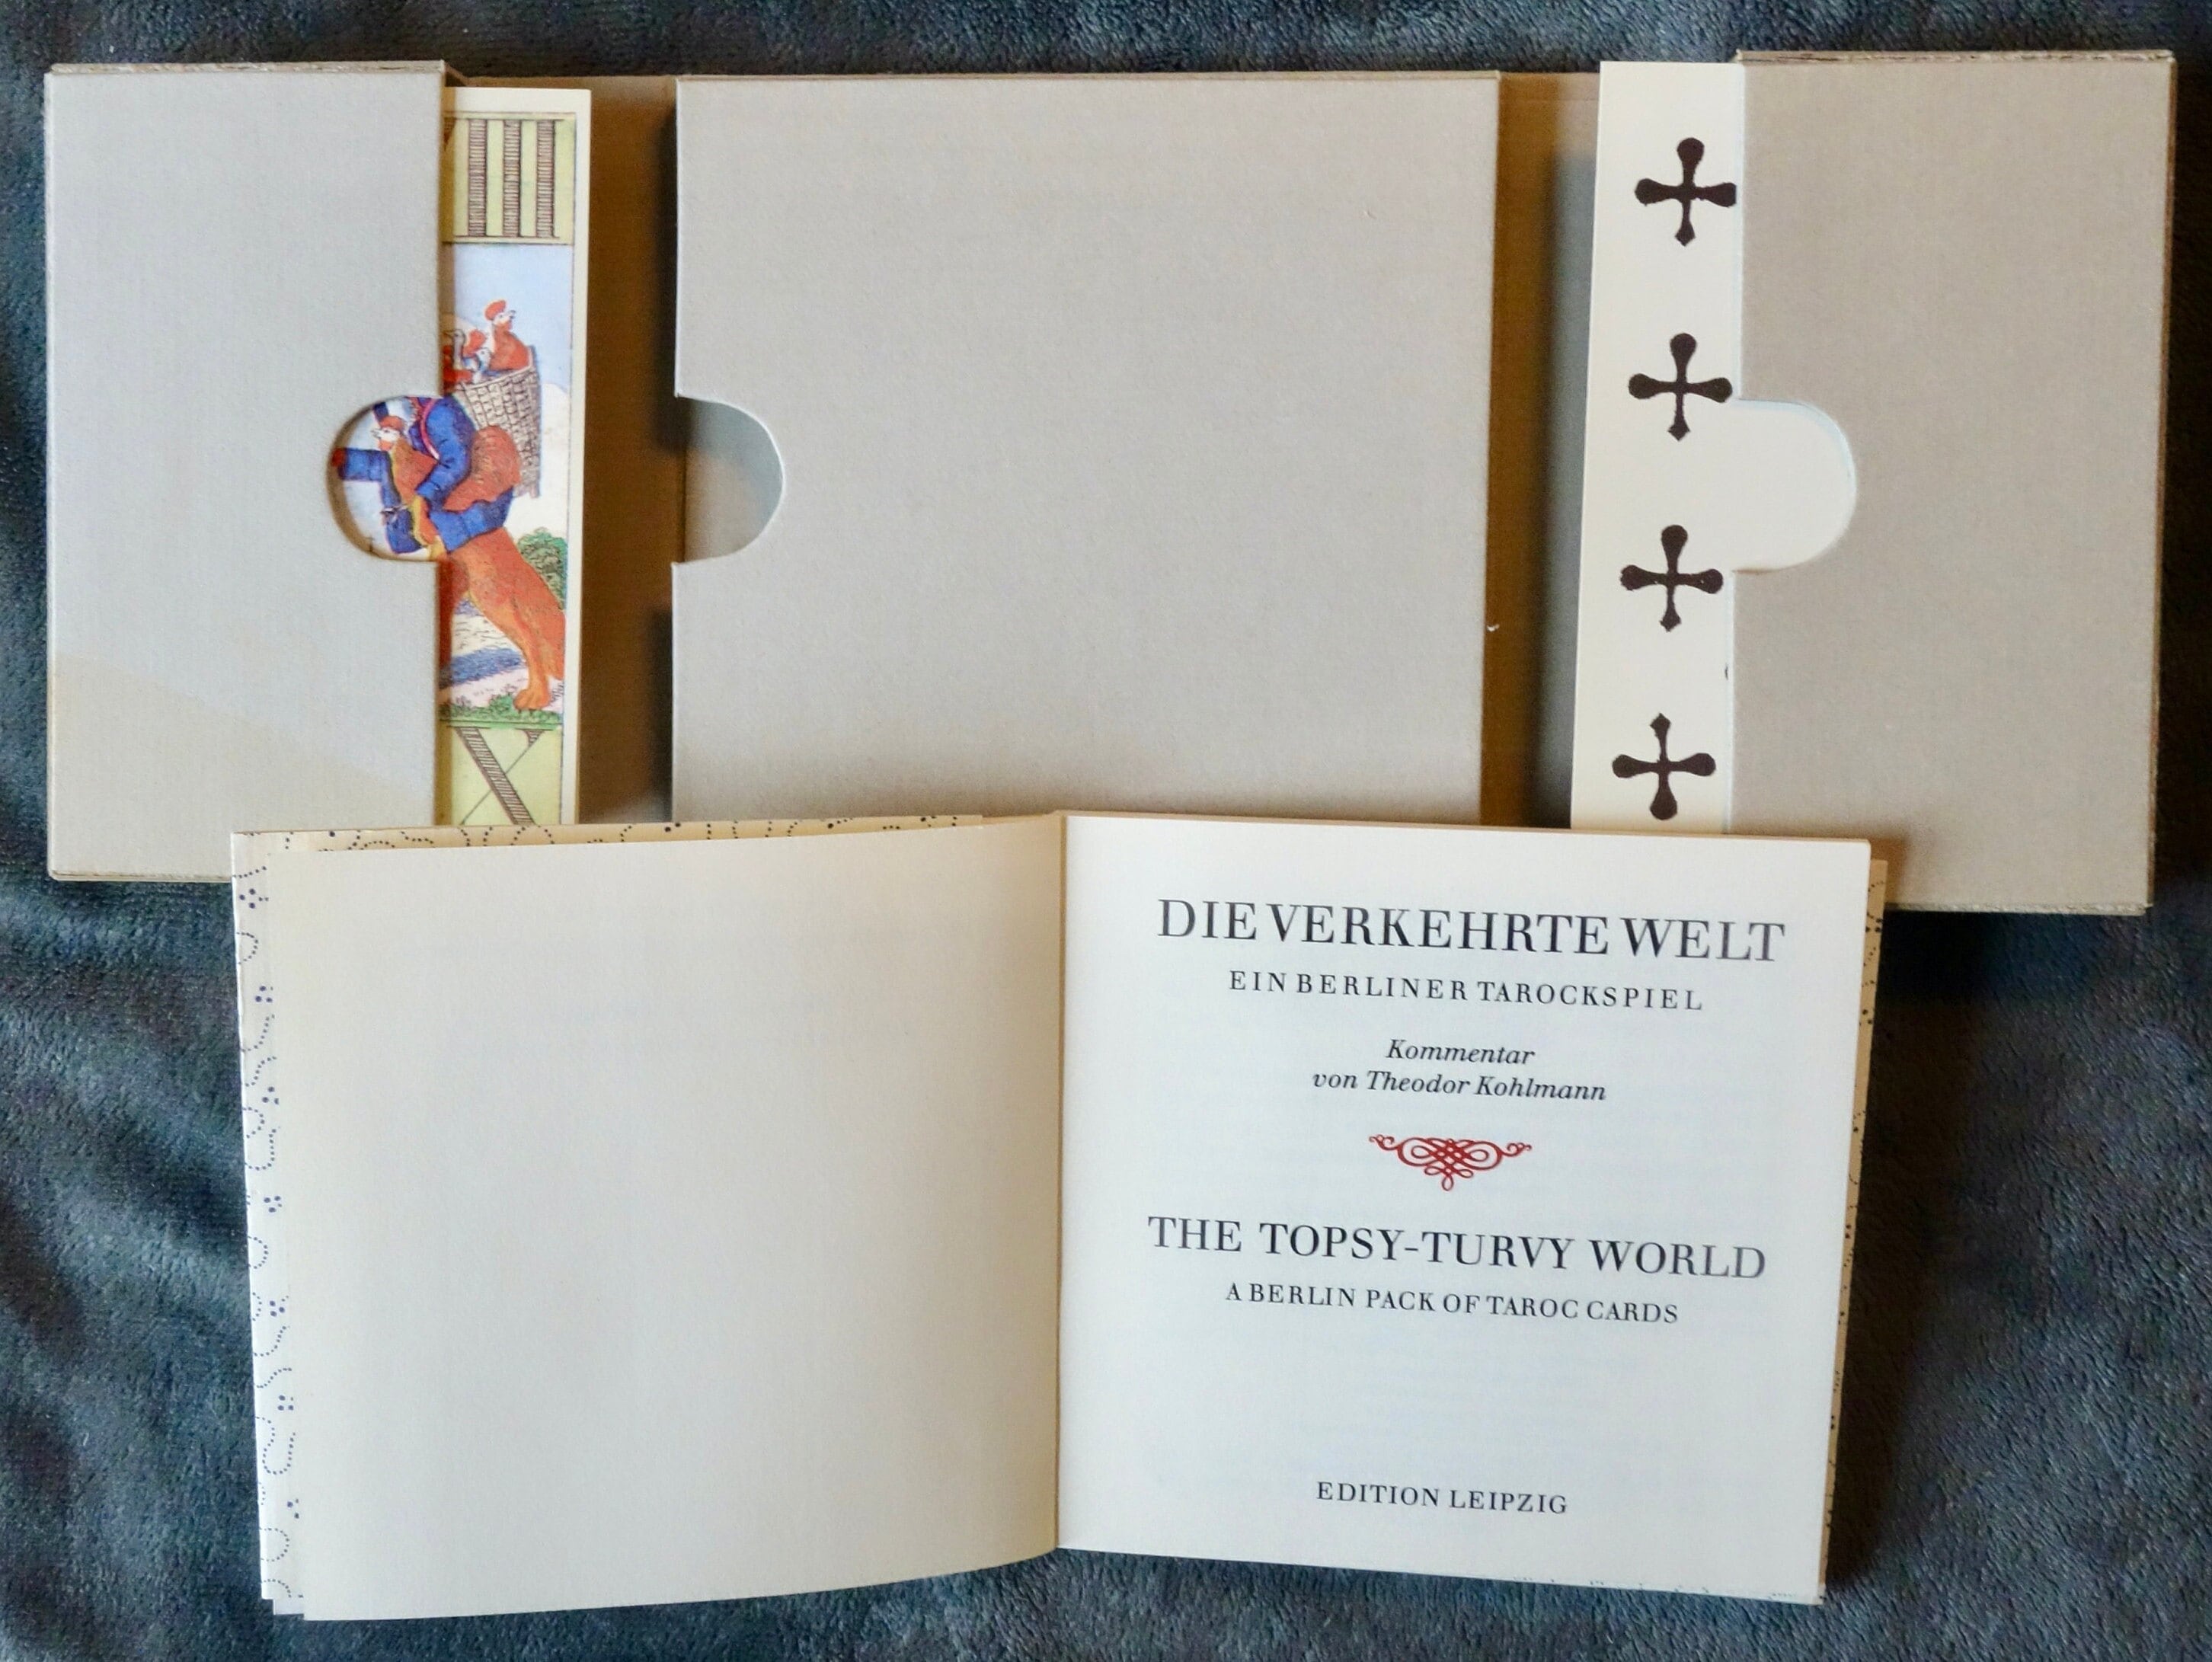 III
X
DIE VERKEHRTE WELT
EIN BERLINER TAROCKSPIEL
Kommentar
von Theodor Kohlmann
THE TOPSY-TURVY WORLD
A BERLIN PACK OF TAROC CARDS
EDITION LEIPZIG